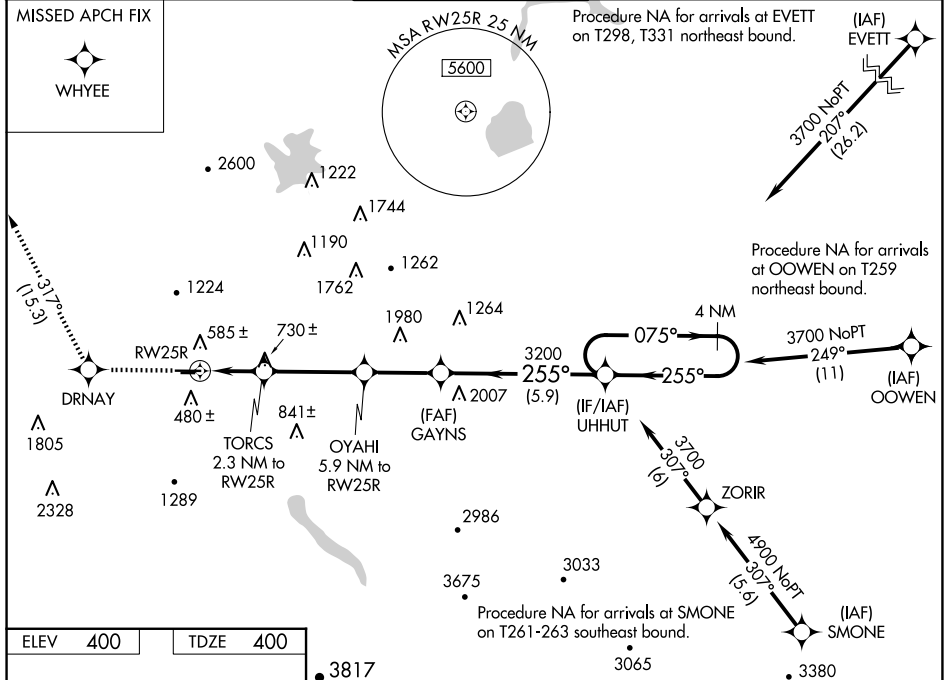 MISSED APCH FIX
WHYEE
MSA RW25R 25 NM
5600
Procedure NA for arrivals at EVETT
on T298, T331 northeast bound.
(IAF)
EVETT
3700 NoPT
207°
(26.2)
2600
1222
1744
1190
1762
1262
1224
1980
1264
317°
(15.3)
Procedure NA for arrivals
at OOWEN on T259
northeast bound.
585 ±
730 ±
RW25R
4 NM
075°
3700 NoPT
249°
(11)
(IAF)
OOWEN
3200
255°
(5.9)
255°
DRNAY
480 ±
841 ±
TORCS
2.3 NM to
RW25R
OYAHI
5.9 NM to
RW25R
(FAF)
GAYNS
2007
(IF/IAF)
UHHUT
1805
2328
1289
3700
307°
(6)
ZORIR
2986
3033
3675
4900 NoPT
307°
(5.6)
Procedure NA for arrivals at SMONE
on T261-263 southeast bound.
(IAF)
SMONE
ELEV 400
TDZE 400
3817
3065
3380